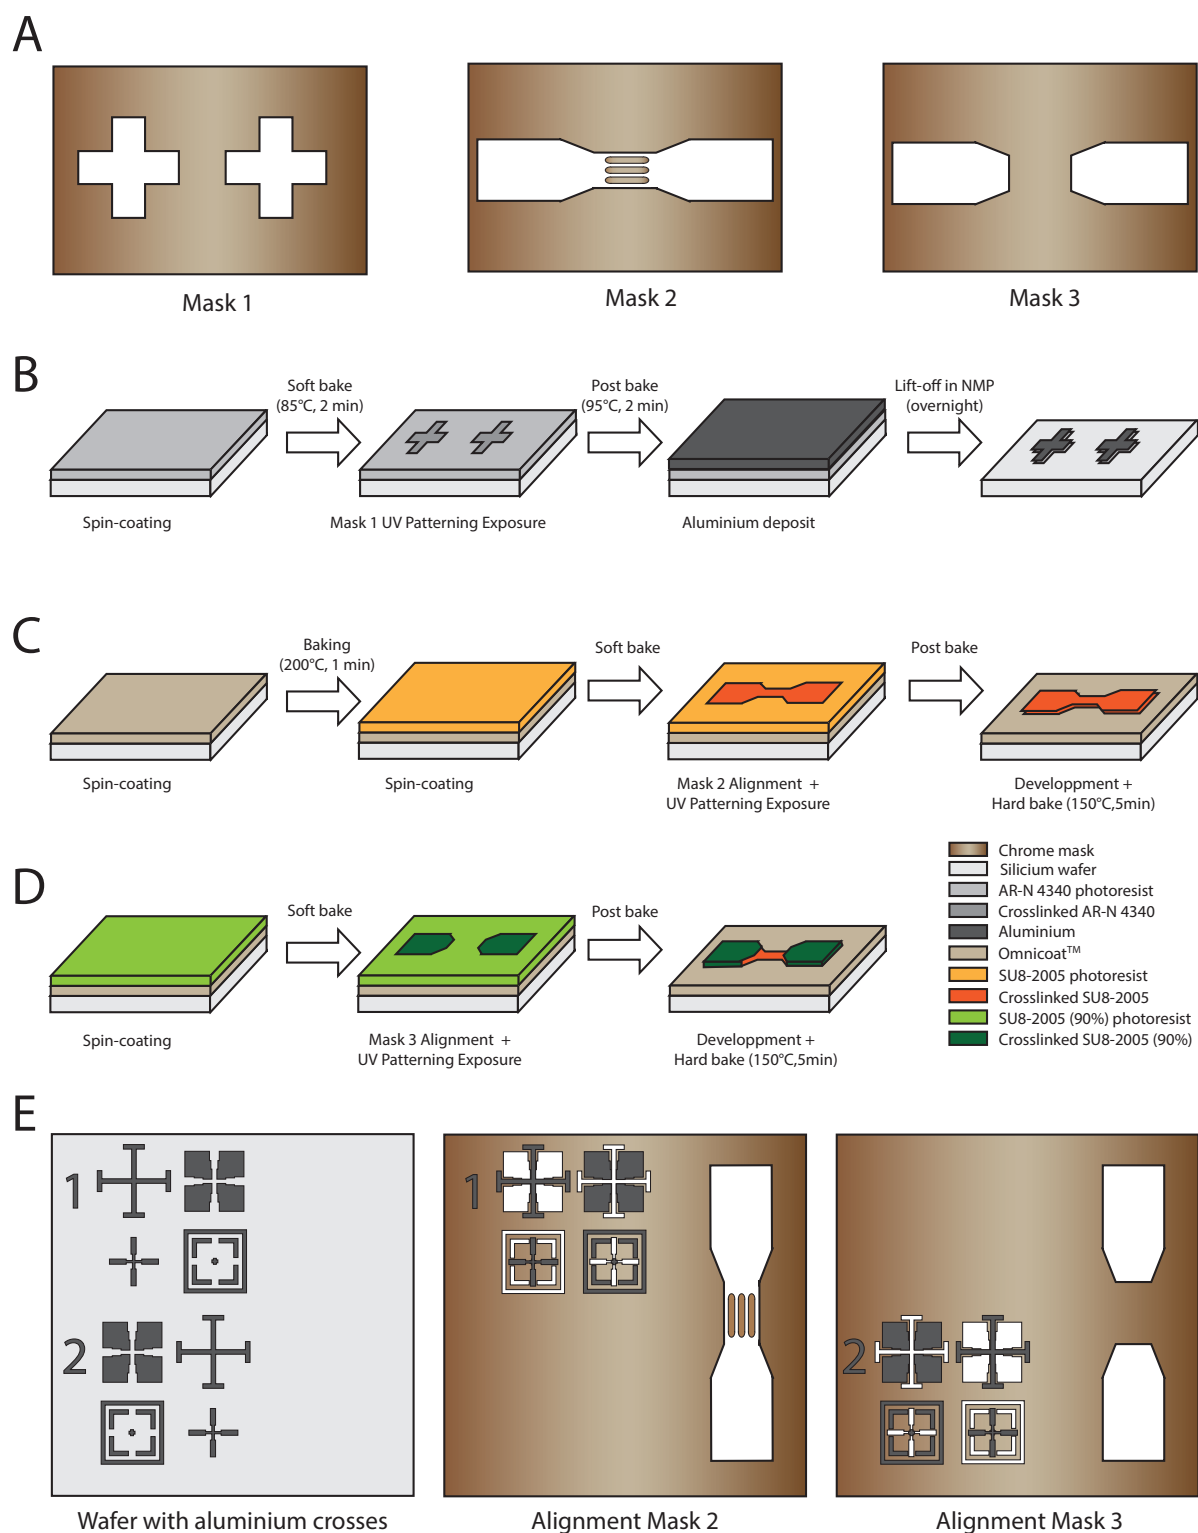 A
Mask 1
Mask 2
Mask 3
B
Soft bake
(85°C, 2 min)
Post bake
(95°C, 2 min)
Lift-off in NMP
(overnight)
Spin-coating
Mask 1 UV Patterning Exposure
Aluminium deposit
C
Baking
(200°C, 1 min)
Soft bake
Post bake
Spin-coating
Spin-coating
Mask 2 Alignment +
UV Patterning Exposure
Developpment +
Hard bake (150°C,5min)
D
Soft bake
Post bake
Spin-coating
Mask 3 Alignment +
UV Patterning Exposure
Developpment +
Hard bake (150°C,5min)
Chrome mask
Silicium wafer
AR-N 4340 photoresist
Crosslinked AR-N 4340
Aluminium
Omnicoat™
SU8-2005 photoresist
Crosslinked SU8-2005
SU8-2005 (90%) photoresist
Crosslinked SU8-2005 (90%)
E
1
2
1
2
Wafer with aluminium crosses
Alignment Mask 2
Alignment Mask 3